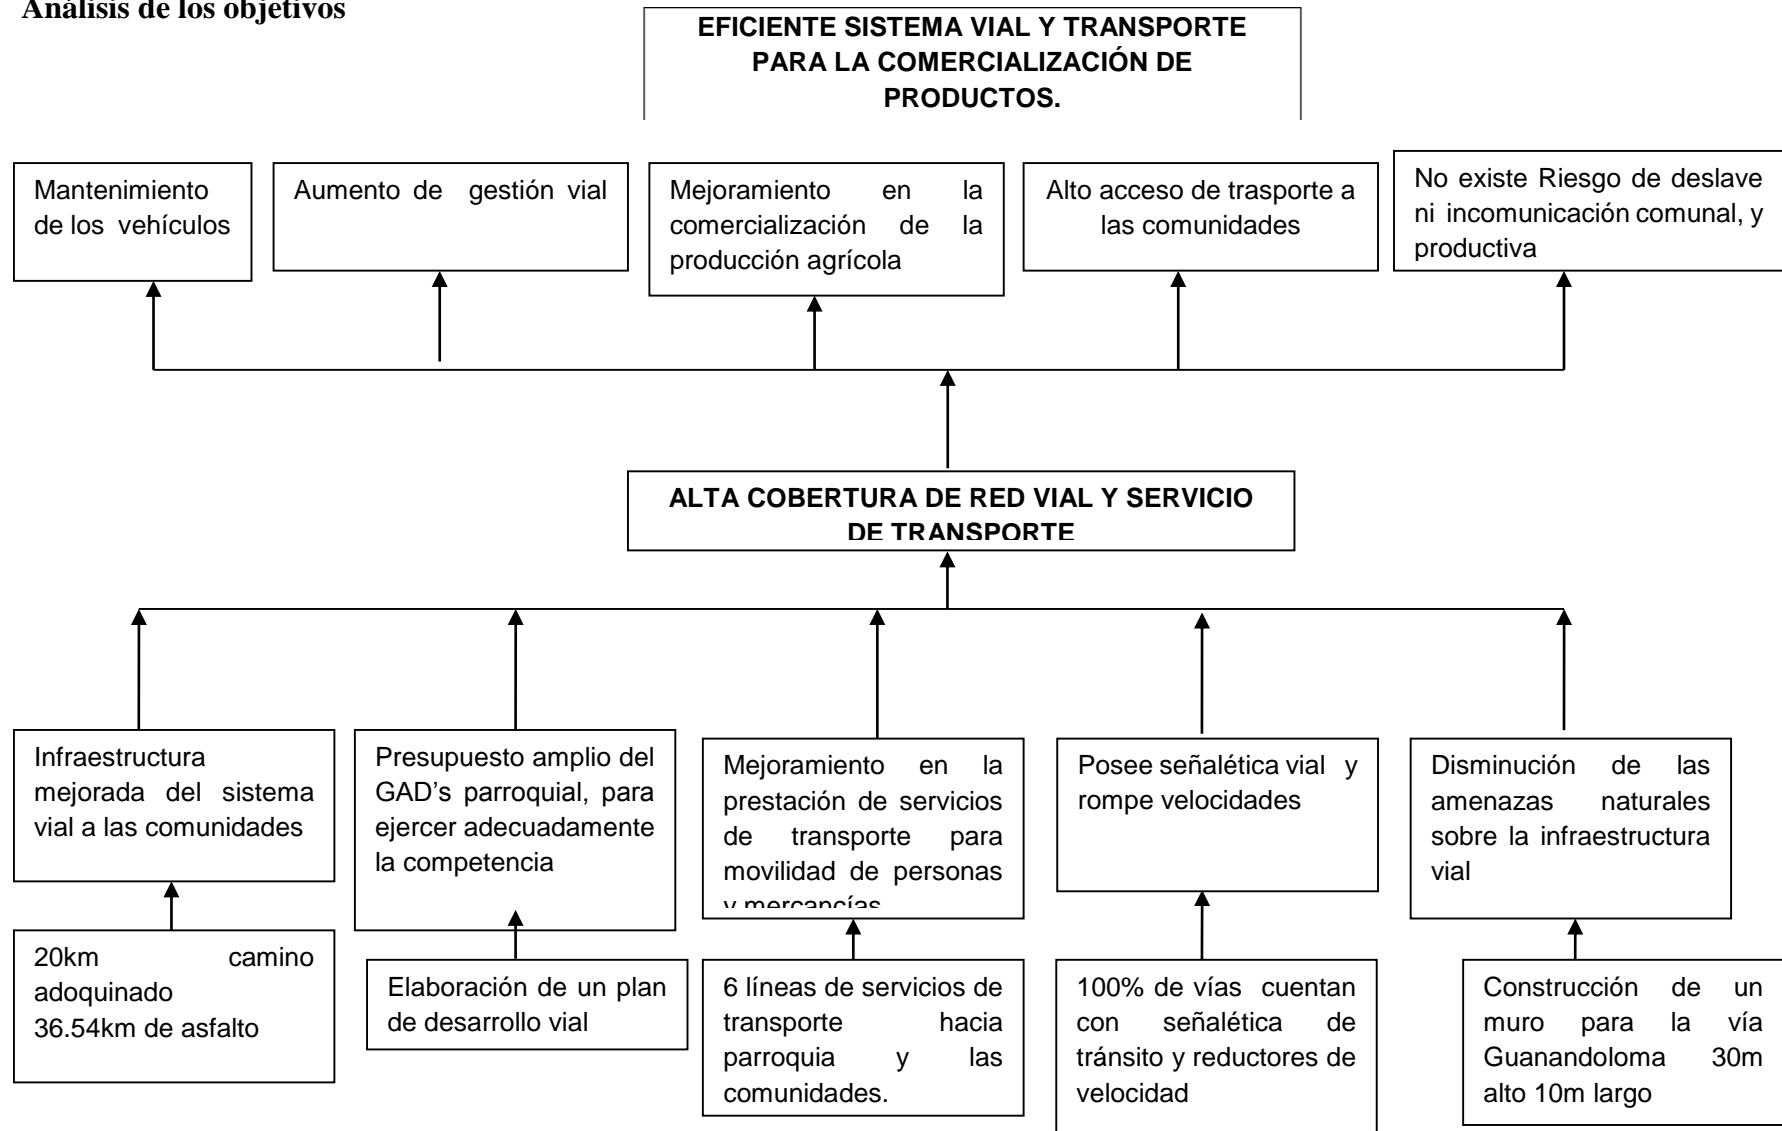 Análisis de los objetivos
EFICIENTE SISTEMA VIAL Y TRANSPORTE
PARA LA COMERCIALIZACIÓN DE
PRODUCTOS.
Mantenimiento
de los vehículos
Aumento de gestión vial
Mejoramiento en la
comercialización de la
producción agrícola
Alto acceso de trasporte a
las comunidades
No existe Riesgo de deslave
ni incomunicación comunal, y
productiva
ALTA COBERTURA DE RED VIAL Y SERVICIO
DE TRANSPORTE
Infraestructura
mejorada del sistema
vial a las comunidades
Presupuesto amplio del
GAD's parroquial, para
ejercer adecuadamente
la competencia
Mejoramiento en la
prestación de servicios
de transporte para
movilidad de personas
y mercancías
Posee señalética vial y
rompe velocidades
Disminución de las
amenazas naturales
sobre la infraestructura
vial
20km camino
adoquinado
36.54km de asfalto
Elaboración de un plan
de desarrollo vial
6 líneas de servicios de
transporte hacia
parroquia y las
comunidades.
100% de vías cuentan
con señalética de
tránsito y reductores de
velocidad
Construcción de un
muro para la vía
Guanandoloma 30m
alto 10m largo